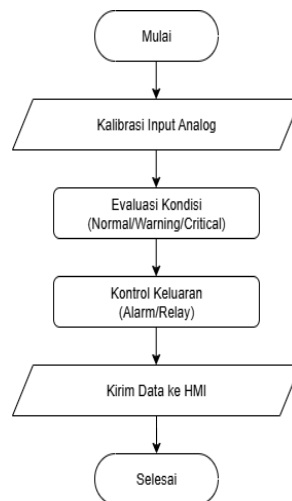 Mulai
Kalibrasi Input Analog
Evaluasi Kondisi
(Normal/Warning/Critical)
Kontrol Keluaran
(Alarm/Relay)
Kirim Data ke HMI
Selesai